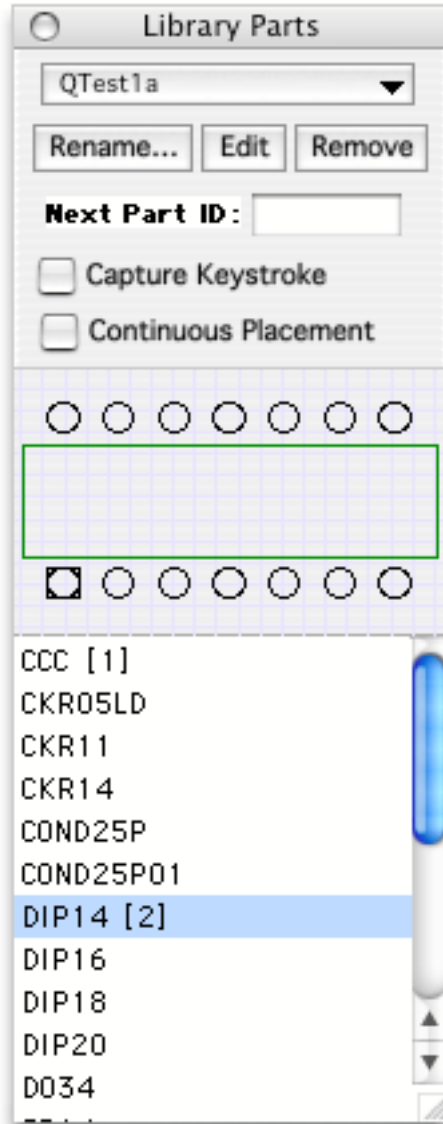 Library Parts
QTest1a
Rename... Edit Remove
Next Part ID:
Capture Keystroke
Continuous Placement
CCC [1]
CKR05LD
CKR11
CKR14
COND25P
COND25P01
DIP14 [2]
DIP16
DIP18
DIP20
DO34